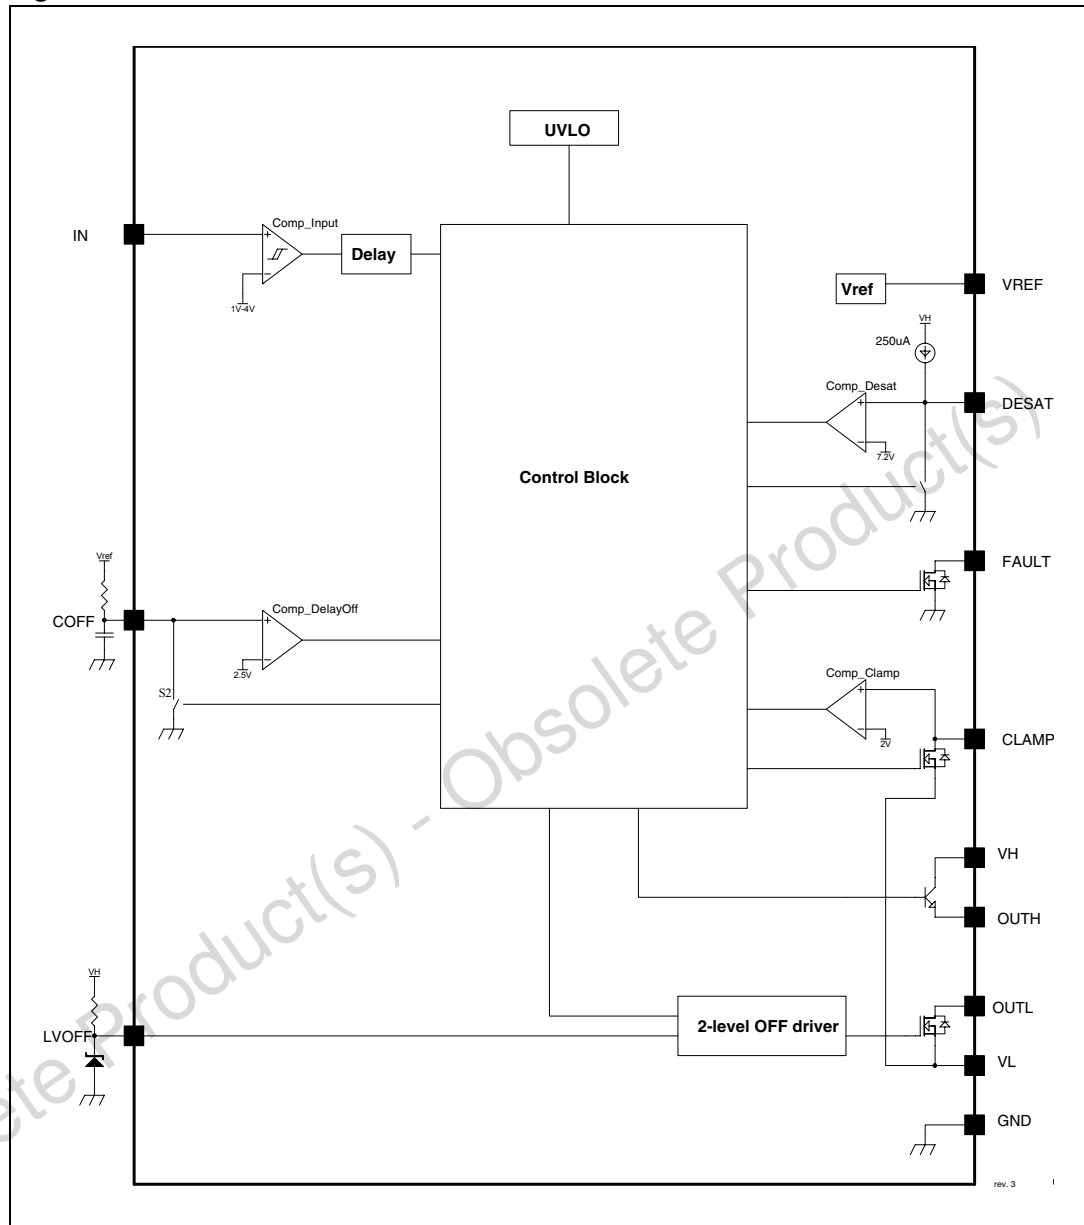 UVLO
Comp_Input
IN
Delay
1V-4V
Vref
VREF
VH
250uA
Comp_Desat
DESAT
7.2V
Control Block
Vref
FAULT
COFF
Comp_DelayOff
2.5V
S2
Comp_Clamp
CLAMP
2V
VH
OUTH
VH
LVOFF
2-level OFF driver
OUTL
VL
GND
rev. 3
ete Product(s) - Obsolete Product(s)